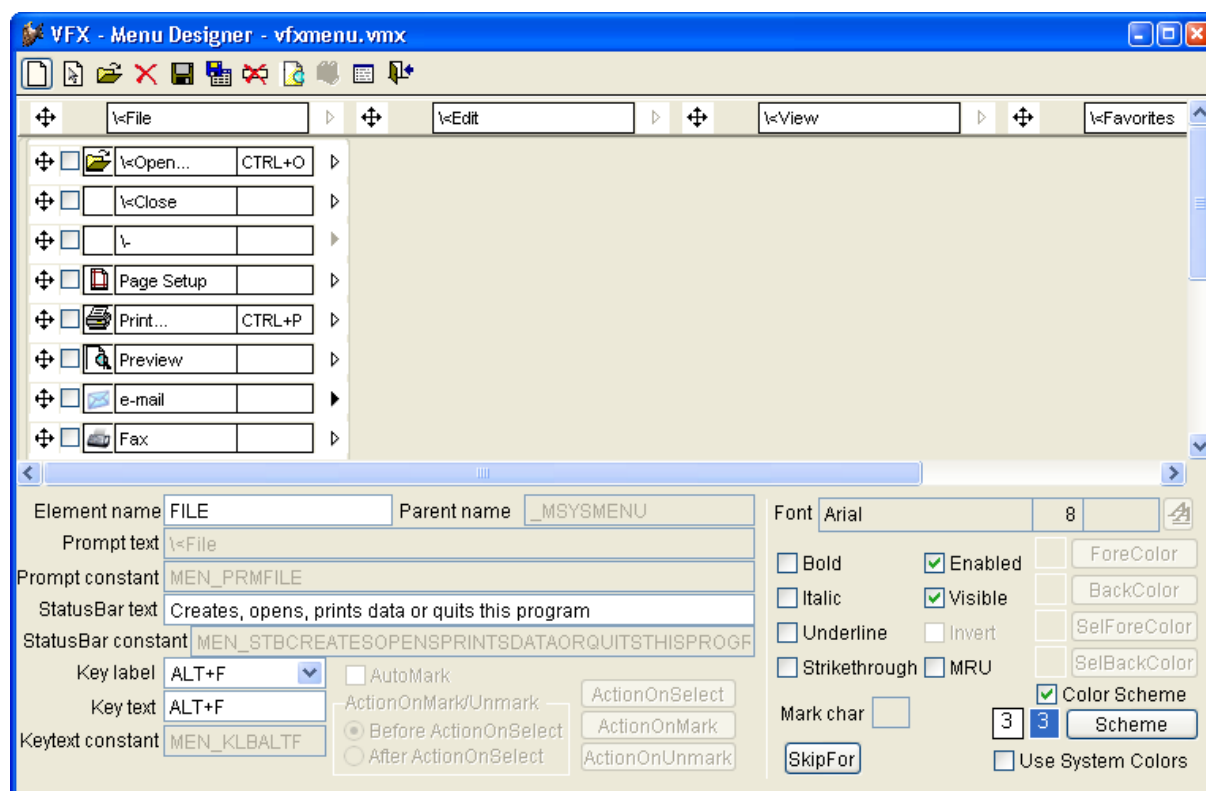 VFX - Menu Designer - vfxmenu.vmx
\<File \<Edit \<View \<Favorites
\<Open... CTRL+O
\<Close
\-
Page Setup
Print... CTRL+P
Preview
e-mail
Fax
Element name FILE Parent name _MSYSMENU Font Arial 8
Prompt text \<File Bold Enabled ForeColor
Prompt constant MEN_PRMFILE Italic Visible BackColor
StatusBar text Creates, opens, prints data or quits this program Underline Invert SelForeColor
StatusBar constant MEN_STBCREATESOPENSPRINTSDATAORQUITSTHISPROGR
Key label ALT+F AutoMark ActionOnSelect Strikethrough MRU SelBackColor
Key text ALT+F ActionOnMark/Unmark Color Scheme
Before ActionOnSelect ActionOnMark Mark char 3 3 Scheme
Keytext constant MEN_KLBALTF After ActionOnSelect ActionOnUnmark SkipFor Use System Colors